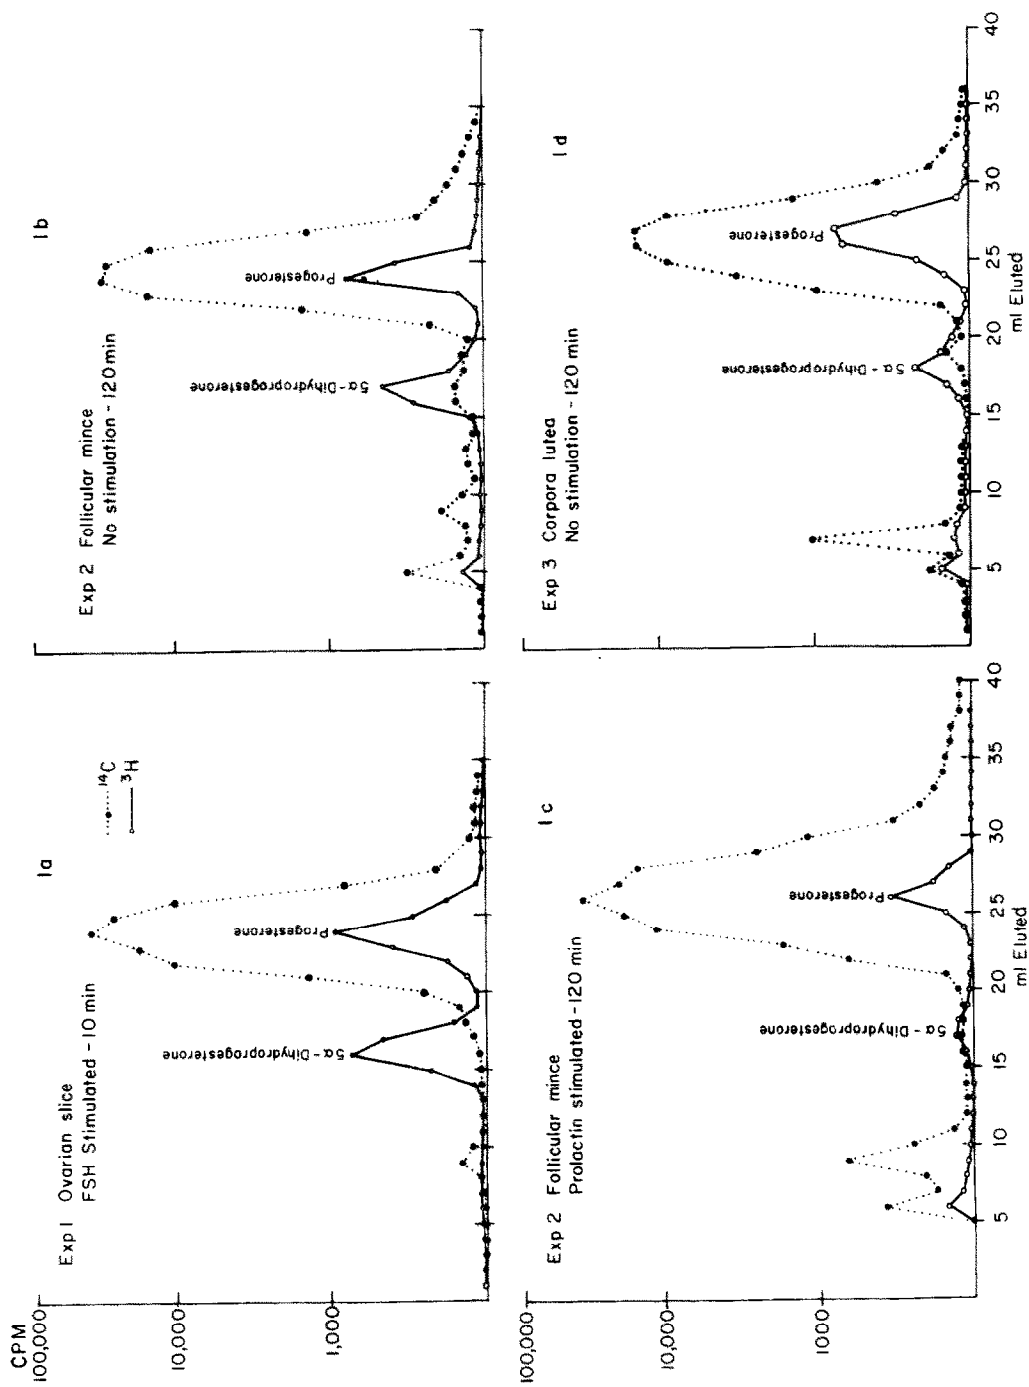 CPM
100,000
10,000
1,000
1a
Exp 1 Ovarian slice
FSH Stimulated - 10 min
14C
3H
5α-Dihydroprogesterone
Progesterone
1b
Exp 2 Follicular mince
No stimulation - 120 min
5α-Dihydroprogesterone
Progesterone
100,000
10,000
1000
1c
Exp 2 Follicular mince
Prolactin stimulated - 120 min
5α-Dihydroprogesterone
Progesterone
5 10 15 20 25 30 35 40
ml Eluted
1d
Exp 3 Corpora lutea
No stimulation - 120 min
5α-Dihydroprogesterone
Progesterone
5 10 15 20 25 30 35 40
ml Eluted